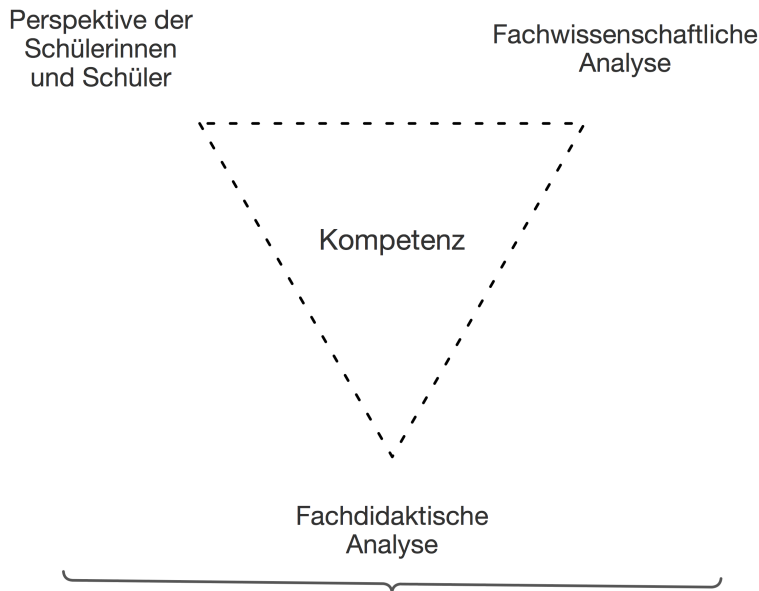 Perspektive der
Schülerinnen
und Schüler
Fachwissenschaftliche
Analyse
Kompetenz
Fachdidaktische
Analyse